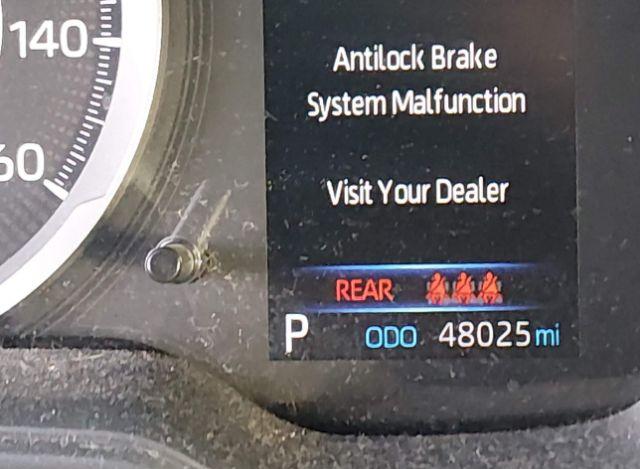 140
60
Antilock Brake
System Malfunction
Visit Your Dealer
REAR
P ODO 48025 mi